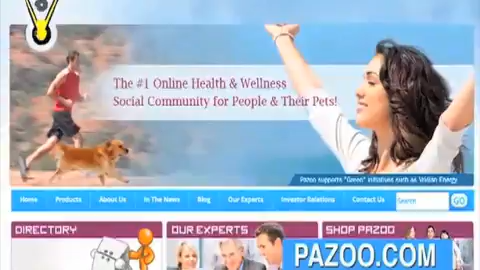 The #1 Online Health & Wellness
Social Community for People & Their Pets!
Pazoo supports "Green" initiatives such as Viridian Energy
Home Products About Us In The News Blog Our Experts Investor Relations Contact Us Search GO
DIRECTORY OUR EXPERTS SHOP PAZOO
PAZOO.COM